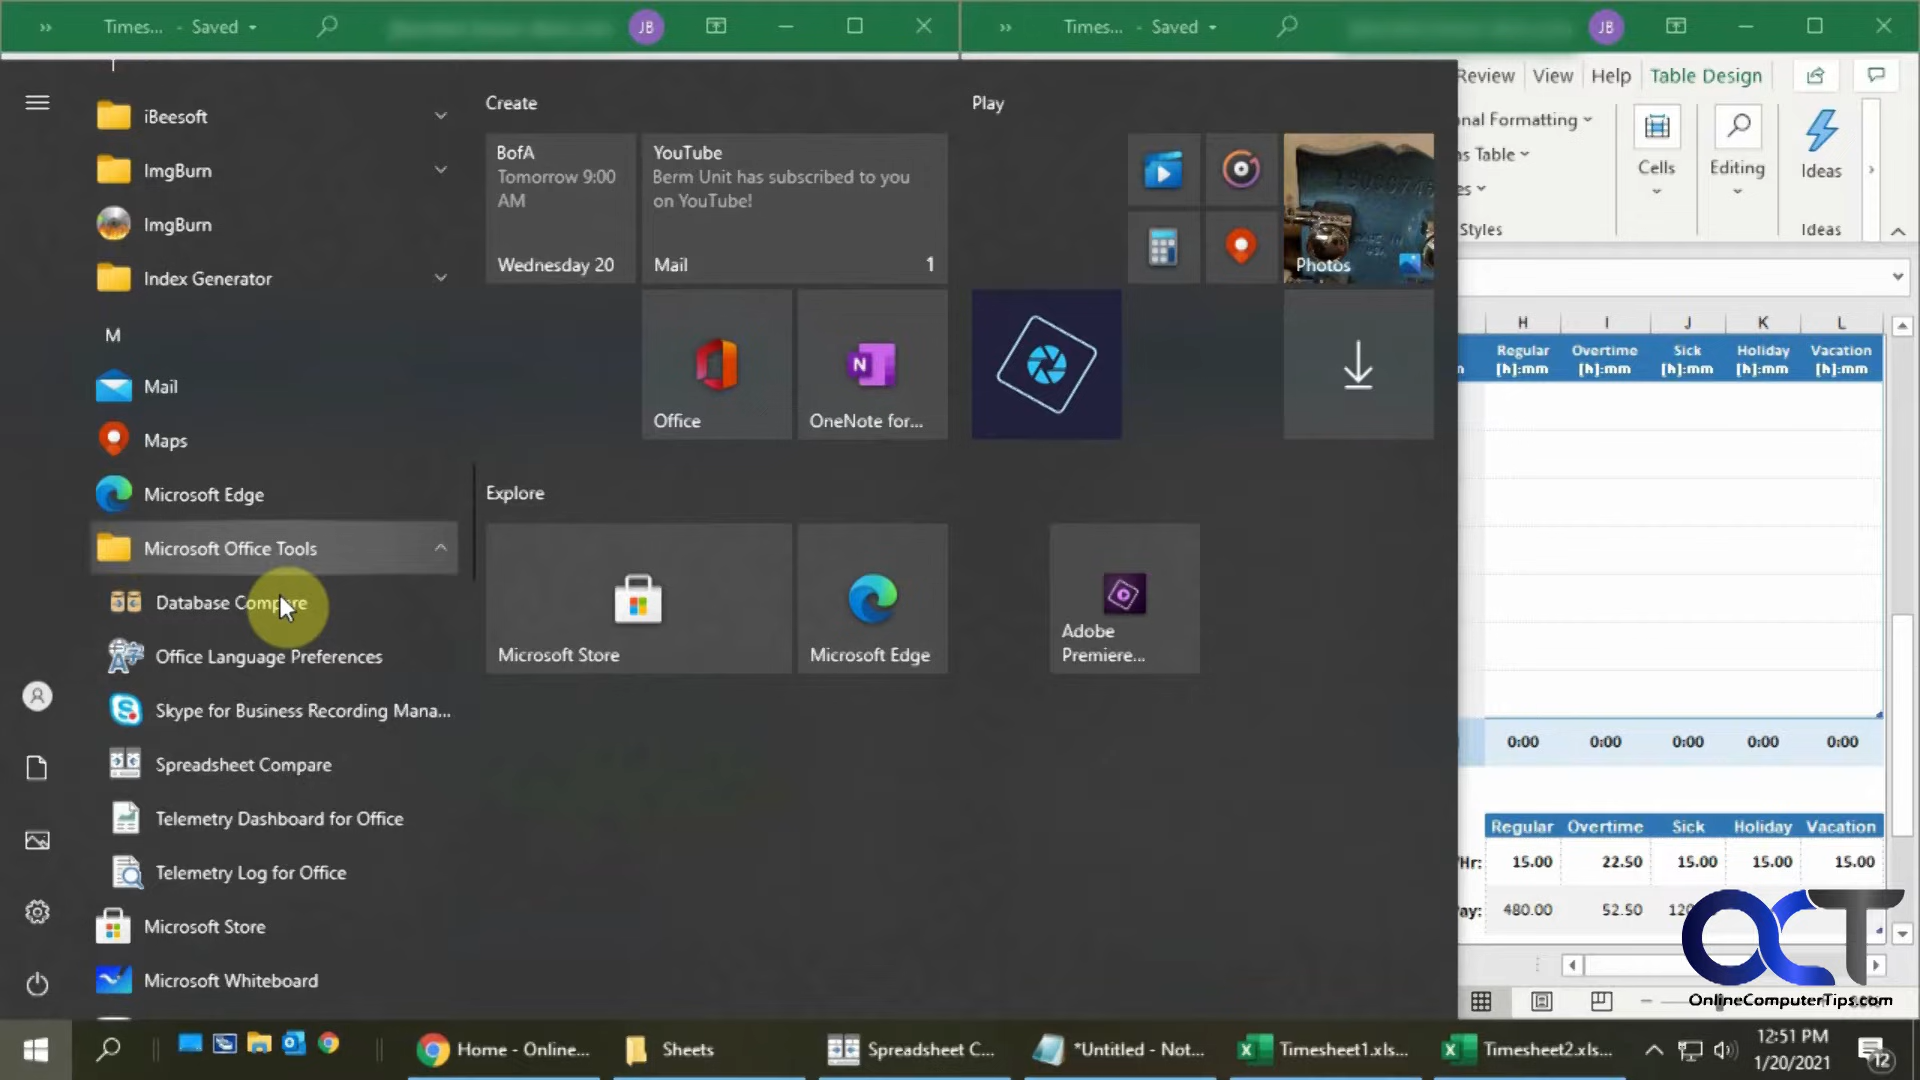 Times... - Saved
JB
Times... - Saved
JB
iBeesoft
ImgBurn
ImgBurn
Index Generator
M
Mail
Maps
Microsoft Edge
Microsoft Office Tools
Database Compare
Office Language Preferences
Skype for Business Recording Mana...
Spreadsheet Compare
Telemetry Dashboard for Office
Telemetry Log for Office
Microsoft Store
Microsoft Whiteboard
Create
BofA
Tomorrow 9:00
AM
Wednesday 20
YouTube
Berm Unit has subscribed to you
on YouTube!
Mail 1
Office
N
OneNote for...
Explore
Microsoft Store
Microsoft Edge
Play
Photos
Adobe
Premiere...
Review View Help Table Design
nal Formatting
as Table
es
Styles
Cells
Editing
Ideas
Ideas
H I J K L
Regular Overtime Sick Holiday Vacation
[h]:mm [h]:mm [h]:mm [h]:mm [h]:mm
0:00 0:00 0:00 0:00 0:00
Regular Overtime Sick Holiday Vacation
Hr: 15.00 22.50 15.00 15.00 15.00
ay: 480.00 52.50
OCT
OnlineComputerTips.com
Home - Online...
Sheets
Spreadsheet C...
*Untitled - Not...
Timesheet1.xls...
Timesheet2.xls...
12:51 PM
1/20/2021
12